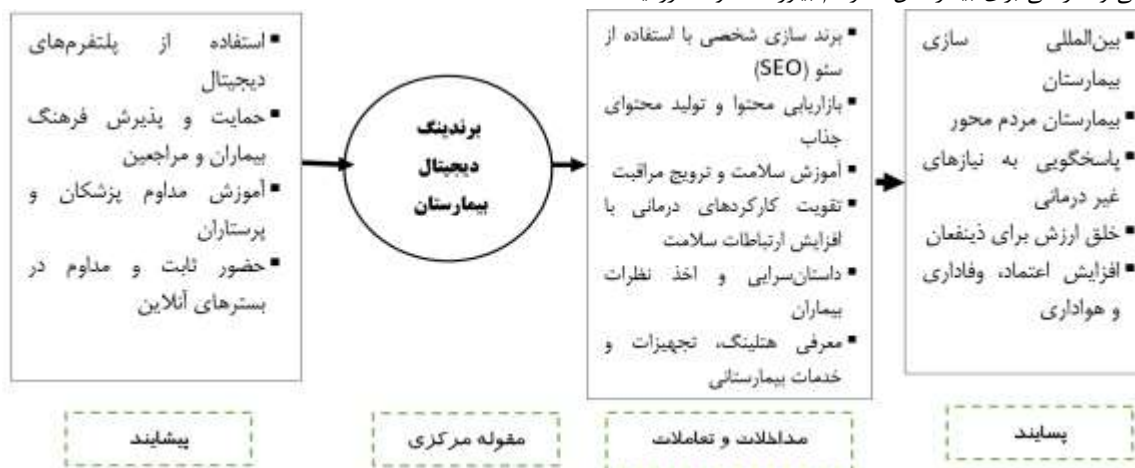 استفاده از پلتفرم‌های
دیجیتال
حمایت و پذیرش فرهنگ
بیماران و مراجعین
آموزش مداوم پزشکان و
پرستاران
حضور ثابت و مداوم در
بسترهای آنلاین
برندینگ
دیجیتال
بیمارستان
برند سازی شخصی با استفاده از
سئو (SEO)
بازاریابی محتوا و تولید محتوای
جذاب
آموزش سلامت و ترویج مراقبت
تقویت کارکردهای درمانی با
افزایش ارتباطات سلامت
داستان‌سرایی و اخذ نظرات
بیماران
معرفی هتلینگ، تجهیزات و
خدمات بیمارستانی
بین‌المللی سازی
بیمارستان
بیمارستان مردم محور
پاسخگویی به نیازهای
غیر درمانی
خلق ارزش برای ذینفعان
افزایش اعتماد، وفاداری
و هواداری
پیشایند
مقوله مرکزی
مداخلات و تعاملات
پسایند